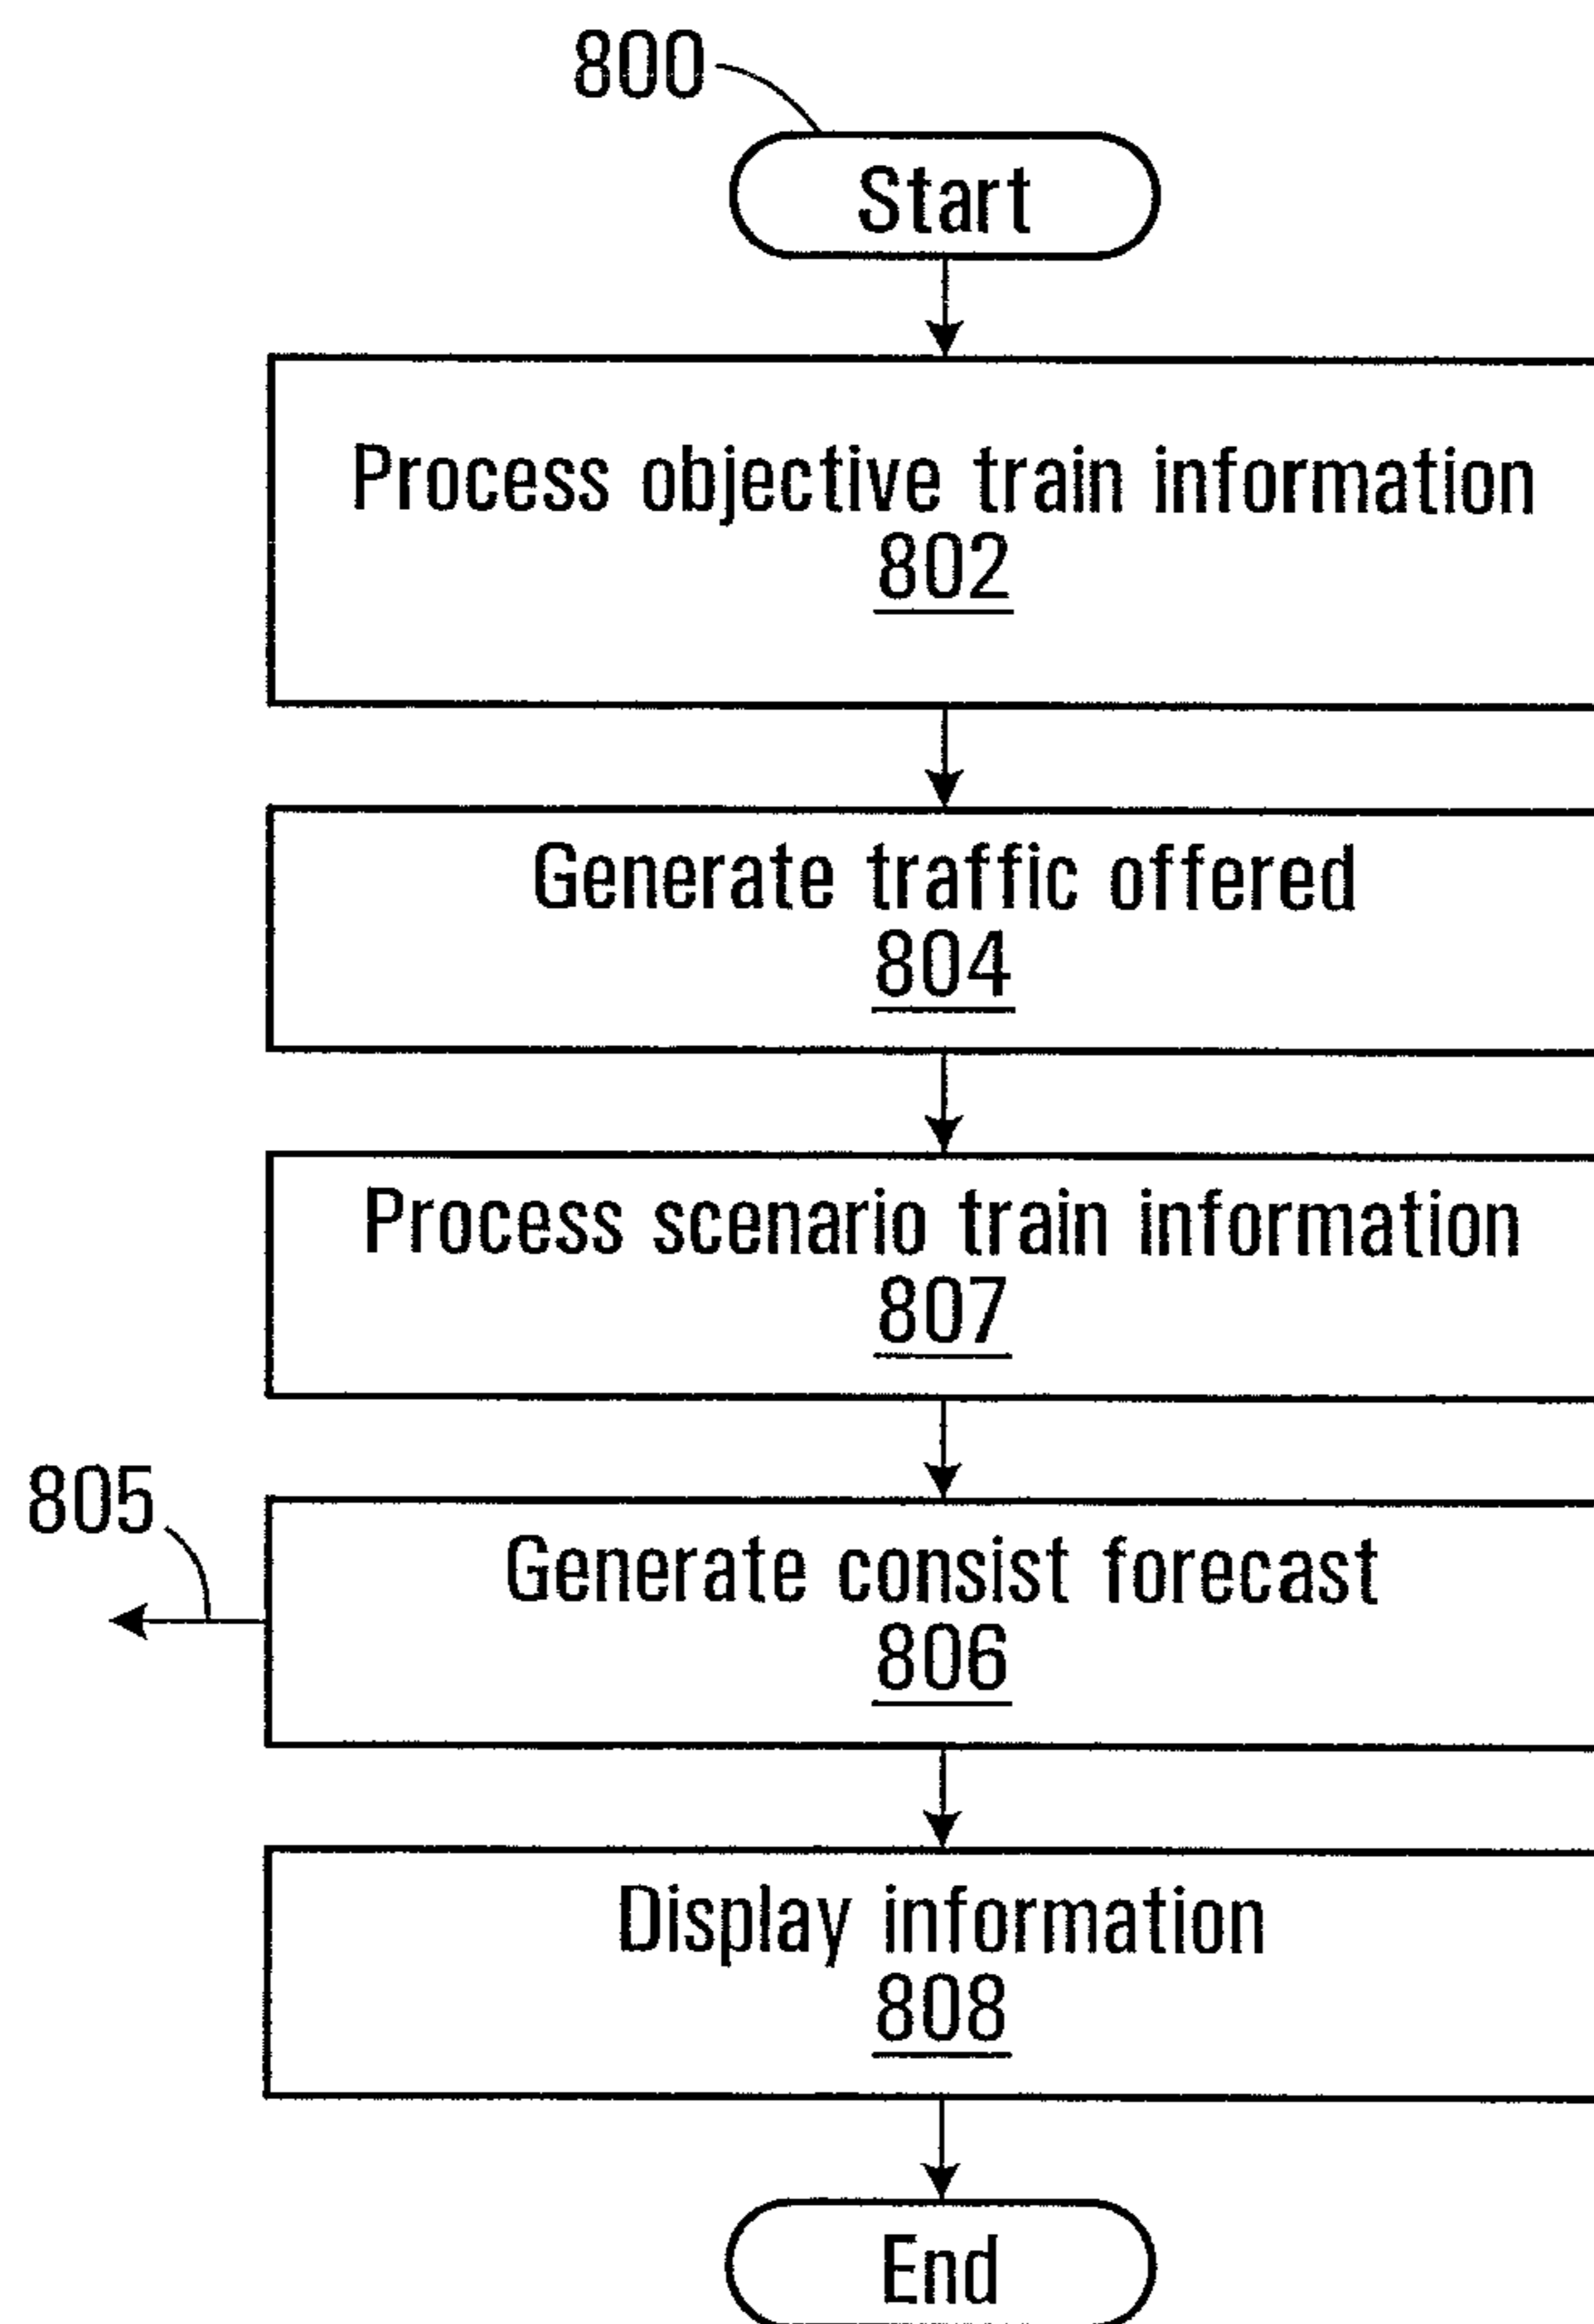 800
Start
Process objective train information
802
Generate traffic offered
804
Process scenario train information
807
805
Generate consist forecast
806
Display information
808
End